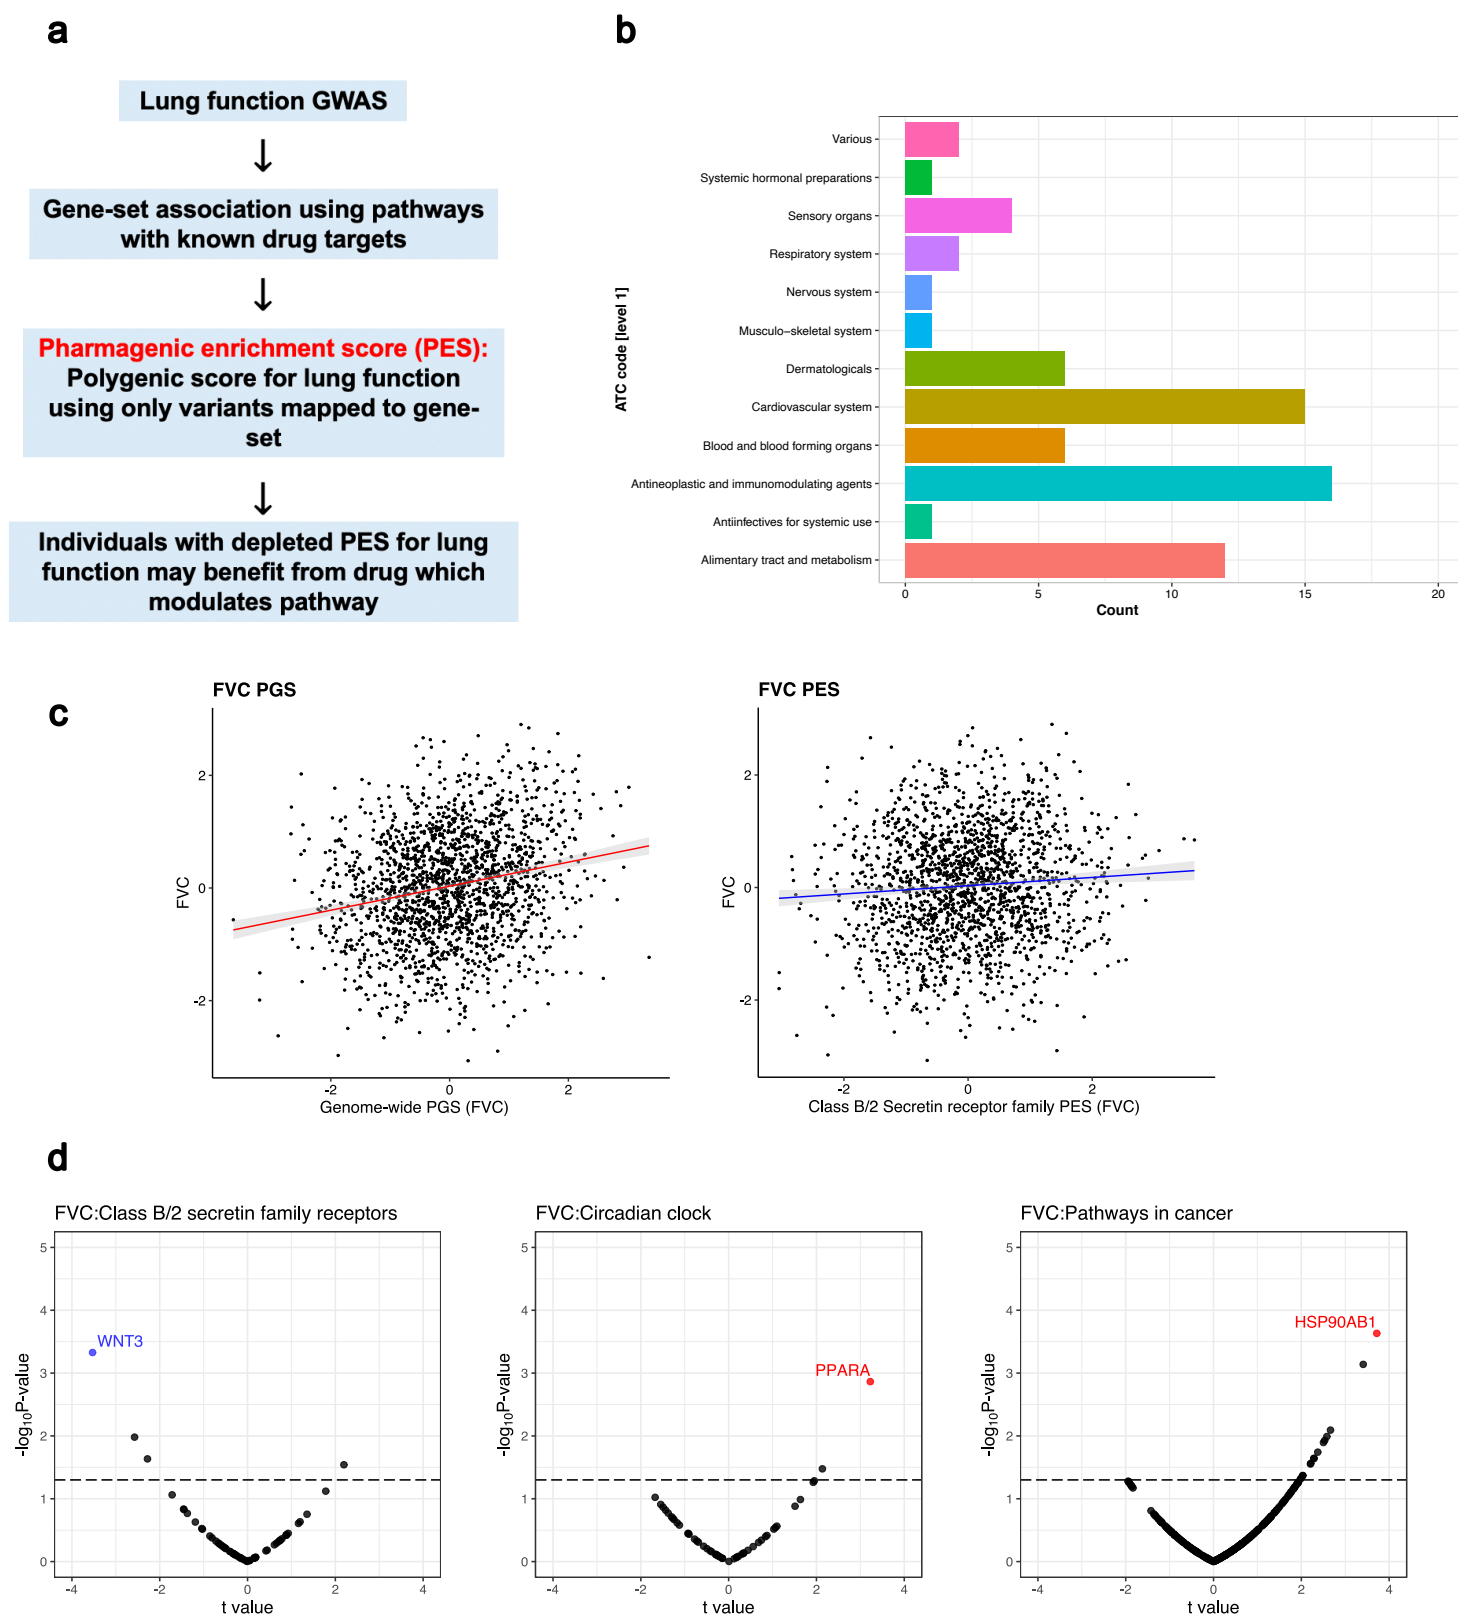 a
Lung function GWAS
Gene-set association using pathways
with known drug targets
Pharmagenic enrichment score (PES):
Polygenic score for lung function
using only variants mapped to gene-
set
Individuals with depleted PES for lung
function may benefit from drug which
modulates pathway
b
ATC code [level 1]
Various
Systemic hormonal preparations
Sensory organs
Respiratory system
Nervous system
Musculo-skeletal system
Dermatologicals
Cardiovascular system
Blood and blood forming organs
Antineoplastic and immunomodulating agents
Antiinfectives for systemic use
Alimentary tract and metabolism
0 5 10 15 20
Count
c
FVC PGS
FVC
2
0
-2
-2 0 2
Genome-wide PGS (FVC)
FVC PES
FVC
2
0
-2
-2 0 2
Class B/2 Secretin receptor family PES (FVC)
d
FVC:Class B/2 secretin family receptors
-log10P-value
5
4
3
2
1
0
WNT3
-4 -2 0 2 4
t value
FVC:Circadian clock
-log10P-value
5
4
3
2
1
0
PPARA
-4 -2 0 2 4
t value
FVC:Pathways in cancer
-log10P-value
5
4
3
2
1
0
HSP90AB1
-4 -2 0 2 4
t value